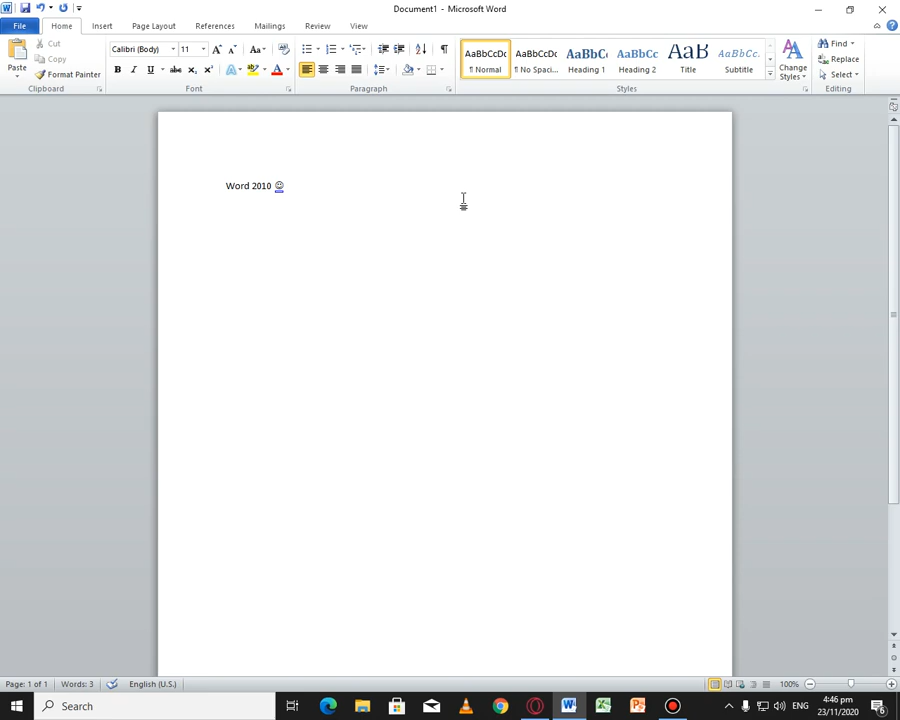 Document1 - Microsoft Word
File Home Insert Page Layout References Mailings Review View
Paste
Cut
Copy
Format Painter
Clipboard
Calibri (Body) 11
Font
Paragraph
AaBbCcDc AaBbCcDc AaBbC AaBbCc AaB AaBbCc.
¶ Normal ¶ No Spaci... Heading 1 Heading 2 Title Subtitle
Change
Styles
Styles
Find
Replace
Select
Editing
Word 2010 ☺
Page: 1 of 1 Words: 3 English (U.S.) 100%
Search
ENG
4:46 pm
23/11/2020
6